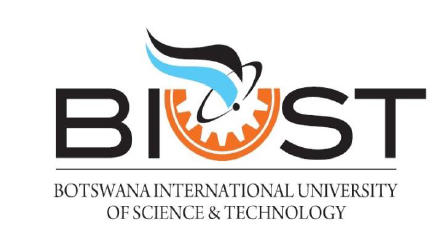 BIUST
BOTSWANA INTERNATIONAL UNIVERSITY
OF SCIENCE & TECHNOLOGY